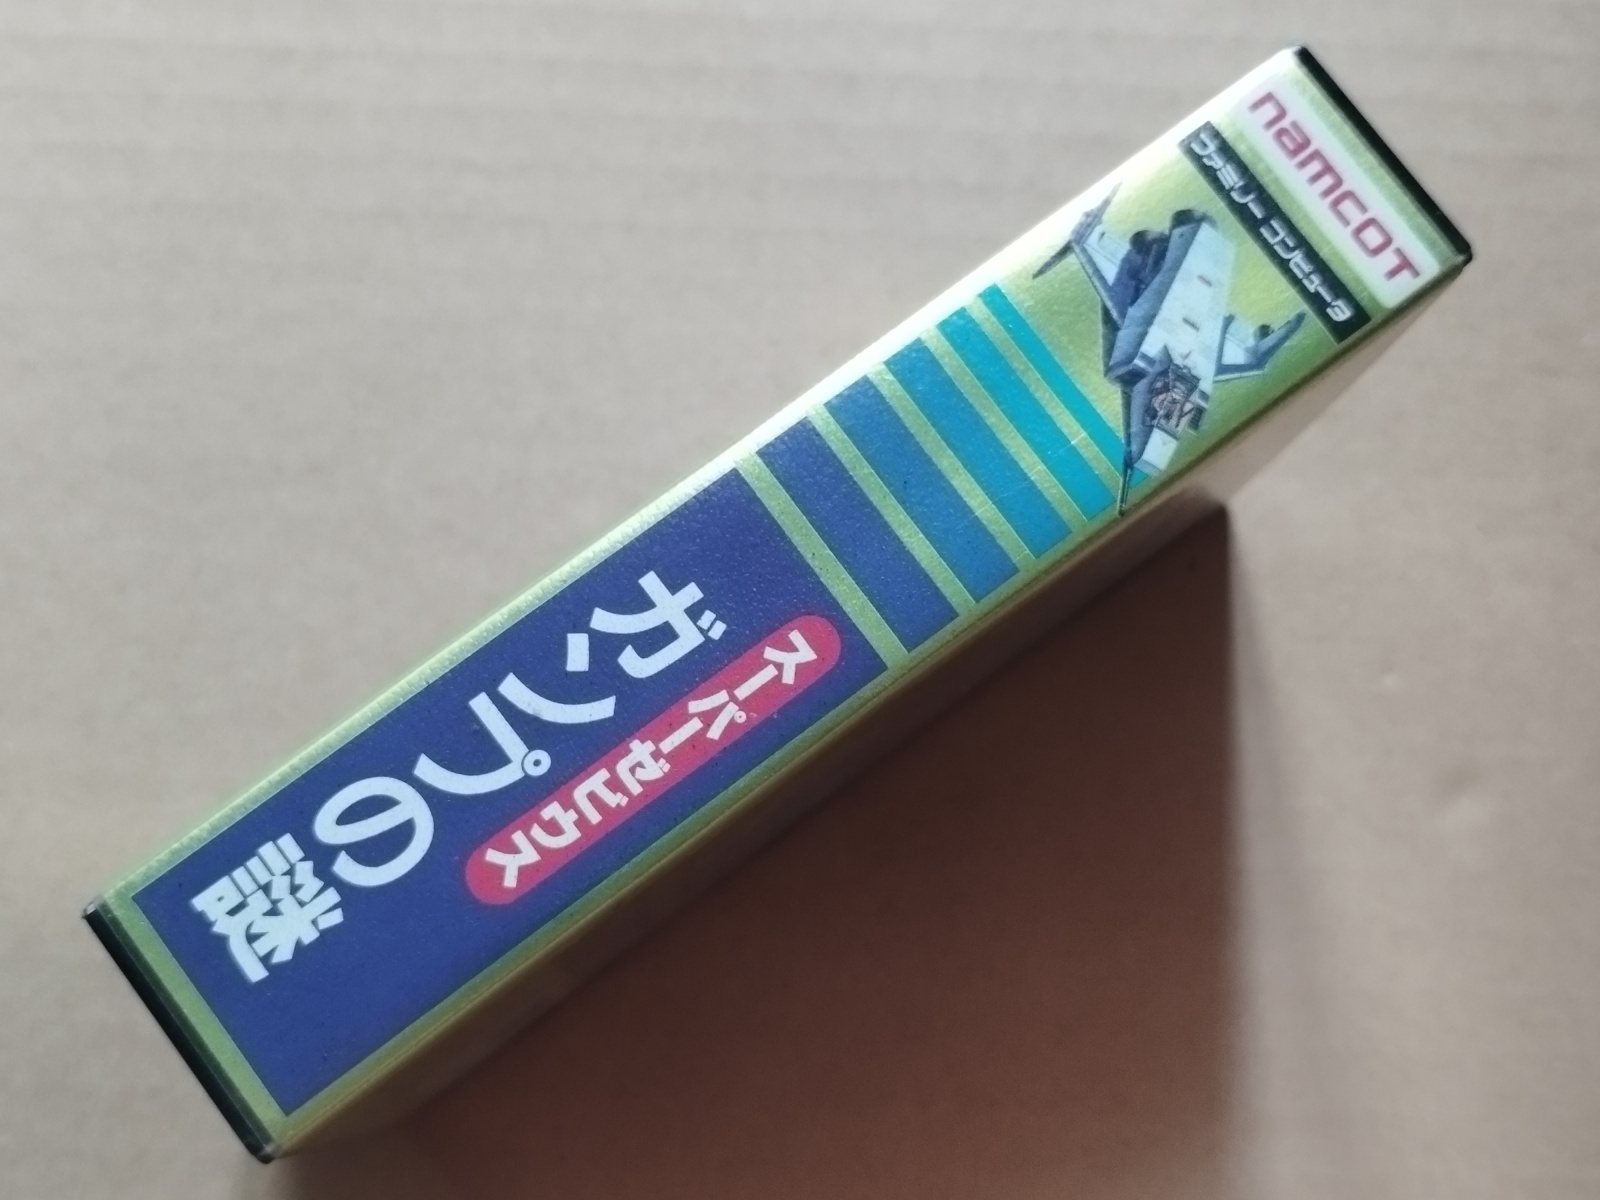 namcot
ファミリーコンピュータ
スーパーゼビウス
ガンプの謎